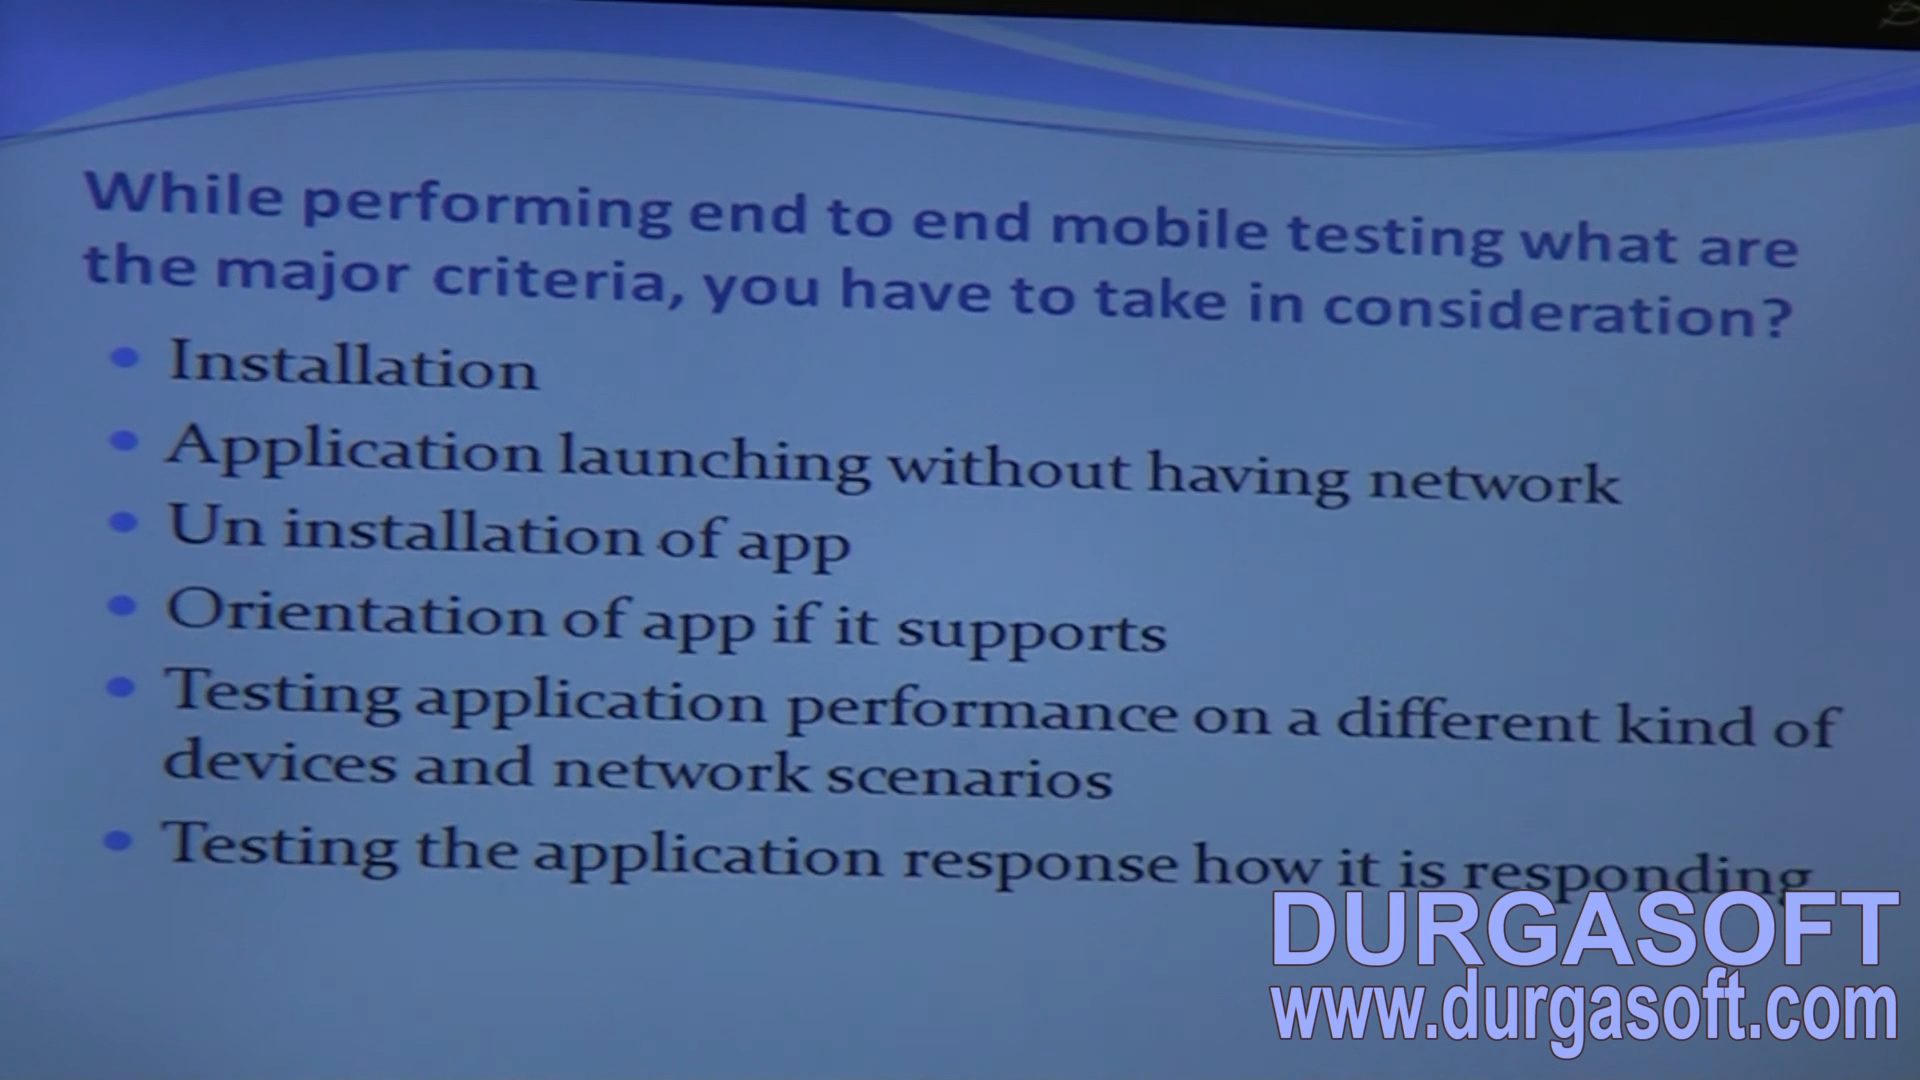 While performing end to end mobile testing what are
the major criteria, you have to take in consideration?
Installation
Application launching without having network
Un installation of app
Orientation of app if it supports
Testing application performance on a different kind of
devices and network scenarios
Testing the application response how it is responding
DURGASOFT
www.durgasoft.com